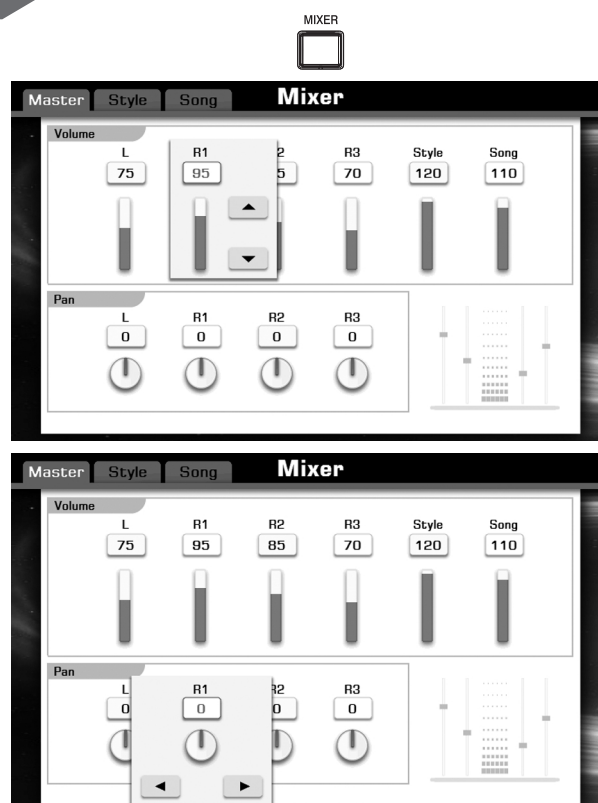 MIXER
Master Style Song Mixer
Volume
L R1 2 R3 Style Song
75 95 5 70 120 110
Pan
L R1 R2 R3
0 0 0 0
Master Style Song Mixer
Volume
L R1 R2 R3 Style Song
75 95 85 70 120 110
Pan
L R1 R2 R3
0 0 0 0